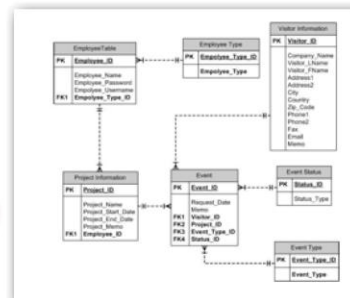 EmployeeTable
PK Employee_ID
Employee_Name
Employee_Password
Employee_Username
FK1 Employee_Type_ID
Employee Type
PK Employee_Type_ID
Employee_Type
Visitor Information
PK Visitor_ID
Company_Name
Visitor_LName
Visitor_FName
Address1
Address2
City
Country
Zip_Code
Phone1
Phone2
Fax
Email
Memo
Project Information
PK Project_ID
Project_Name
Project_Start_Date
Project_End_Date
Project_Memo
FK1 Employee_ID
Event
PK Event_ID
Request_Date
Memo
FK1 Visitor_ID
FK2 Project_ID
FK3 Event_Type_ID
FK4 Status_ID
Event Status
PK Status_ID
Status_Type
Event Type
PK Event_Type_ID
Event_Type